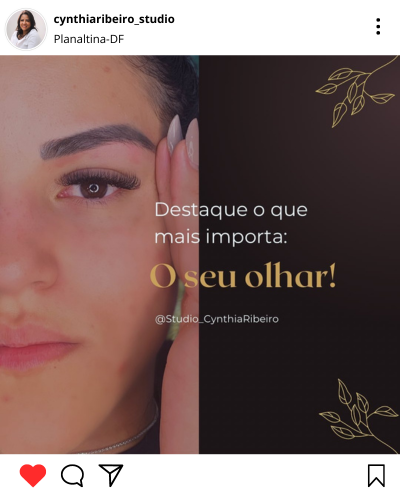 cynthiaribeiro_studio
Planaltina-DF
Destaque o que
mais importa:
O seu olhar!
@Studio_CynthiaRibeiro